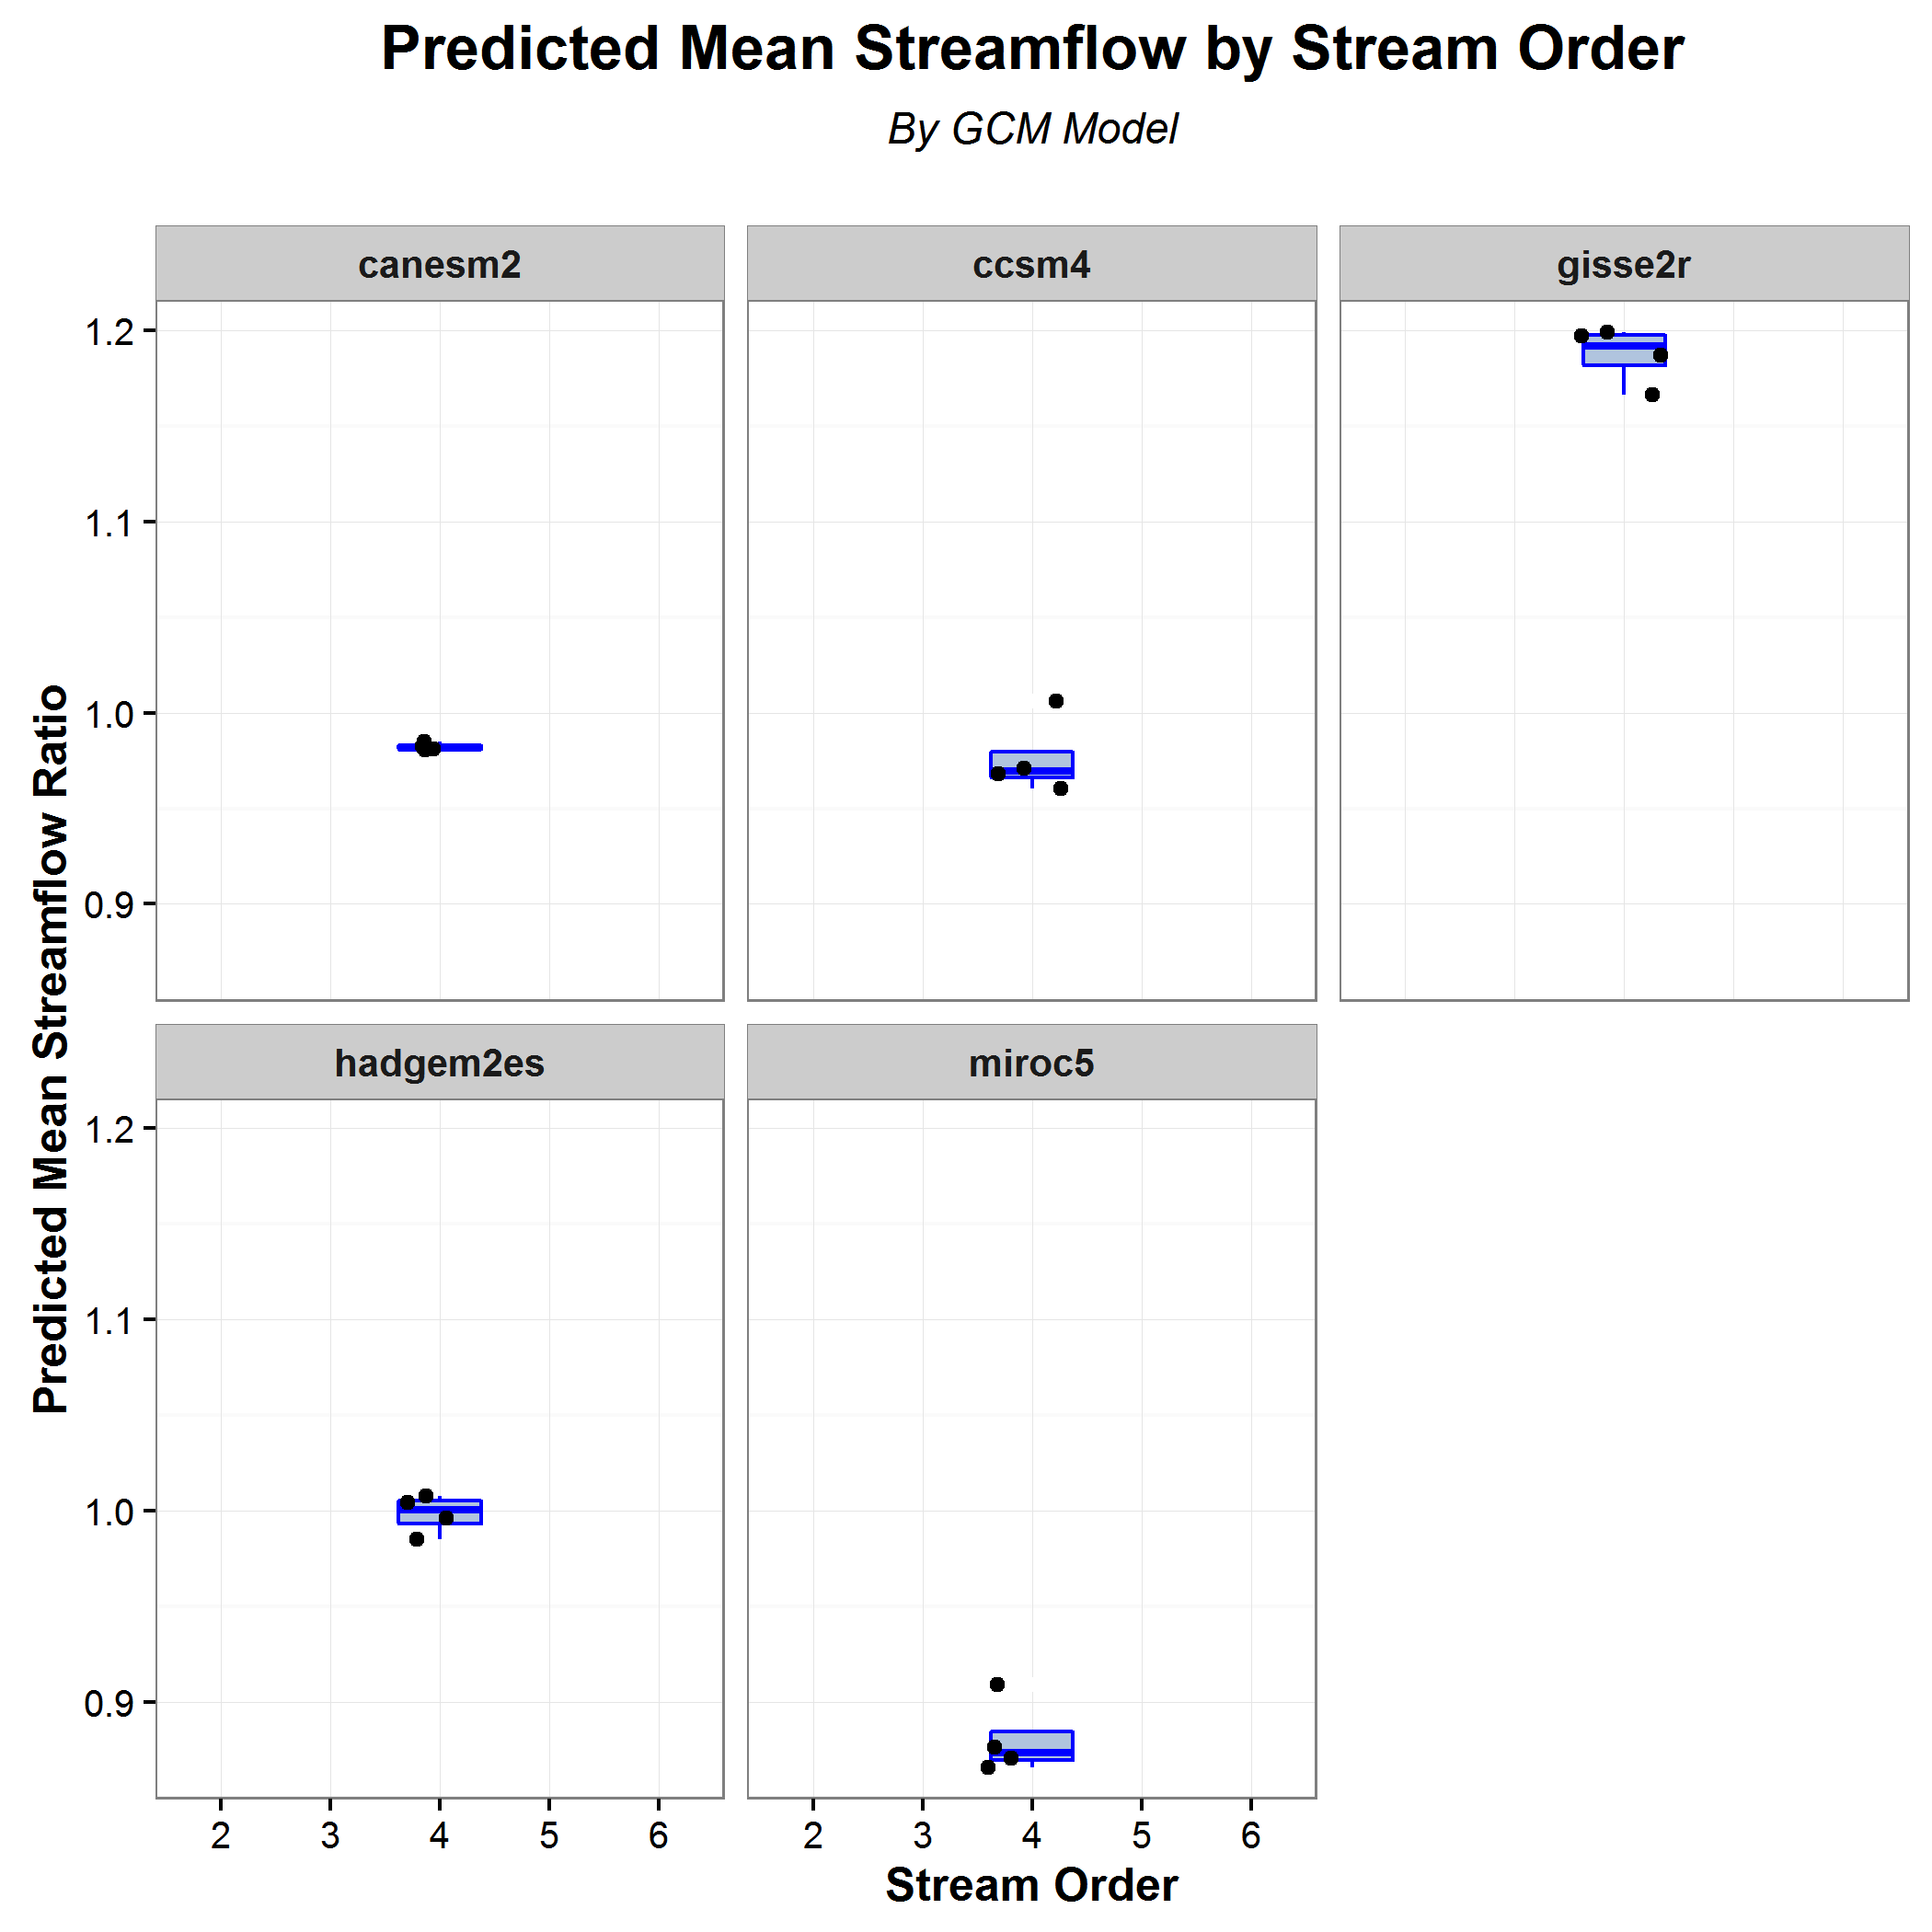 Predicted Mean Streamflow by Stream Order
By GCM Model
canesm2
ccsm4
gisse2r
1.2
1.1
1.0
0.9
Predicted Mean Streamflow Ratio
hadgem2es
miroc5
1.2
1.1
1.0
0.9
2 3 4 5 6
2 3 4 5 6
Stream Order